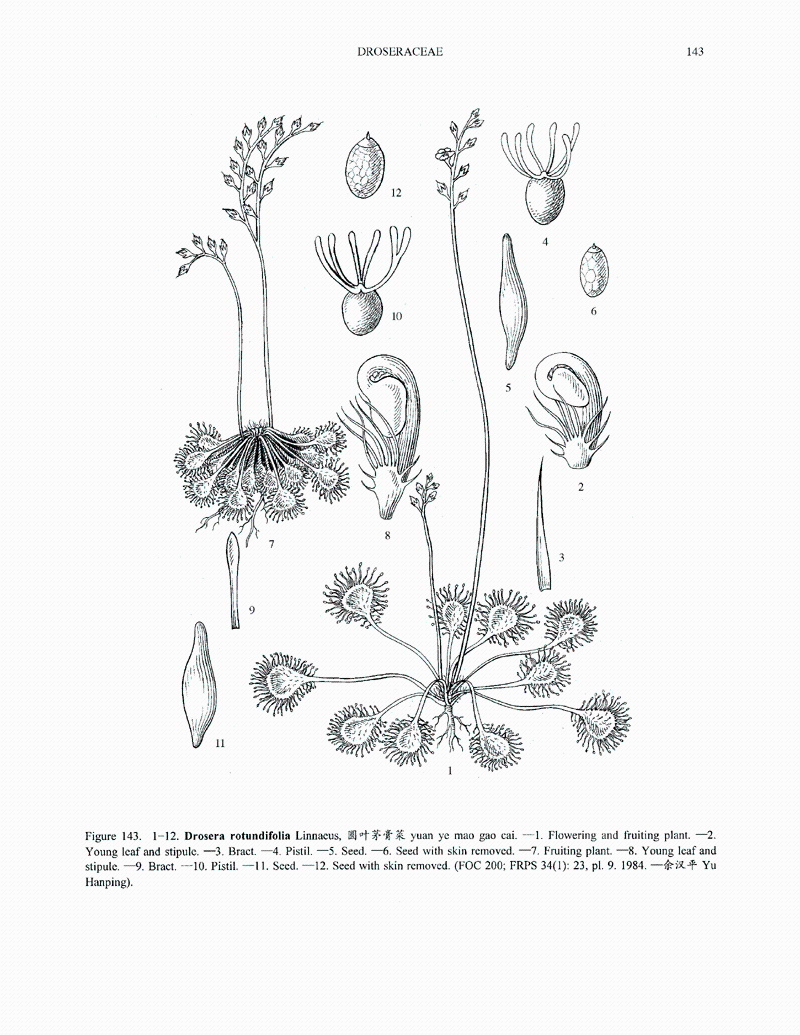 DROSERACEAE 143
12
4
10
6
5
2
7
8
3
9
11
1
Figure 143. 1–12. Drosera rotundifolia Linnaeus, 圆叶茅膏菜 yuan ye mao gao cai. —1. Flowering and fruiting plant. —2.
Young leaf and stipule. —3. Bract. —4. Pistil. —5. Seed. —6. Seed with skin removed. —7. Fruiting plant. —8. Young leaf and
stipule. —9. Bract. —10. Pistil. —11. Seed. —12. Seed with skin removed. (FOC 200; FRPS 34(1): 23, pl. 9. 1984. —余汉平 Yu
Hanping).